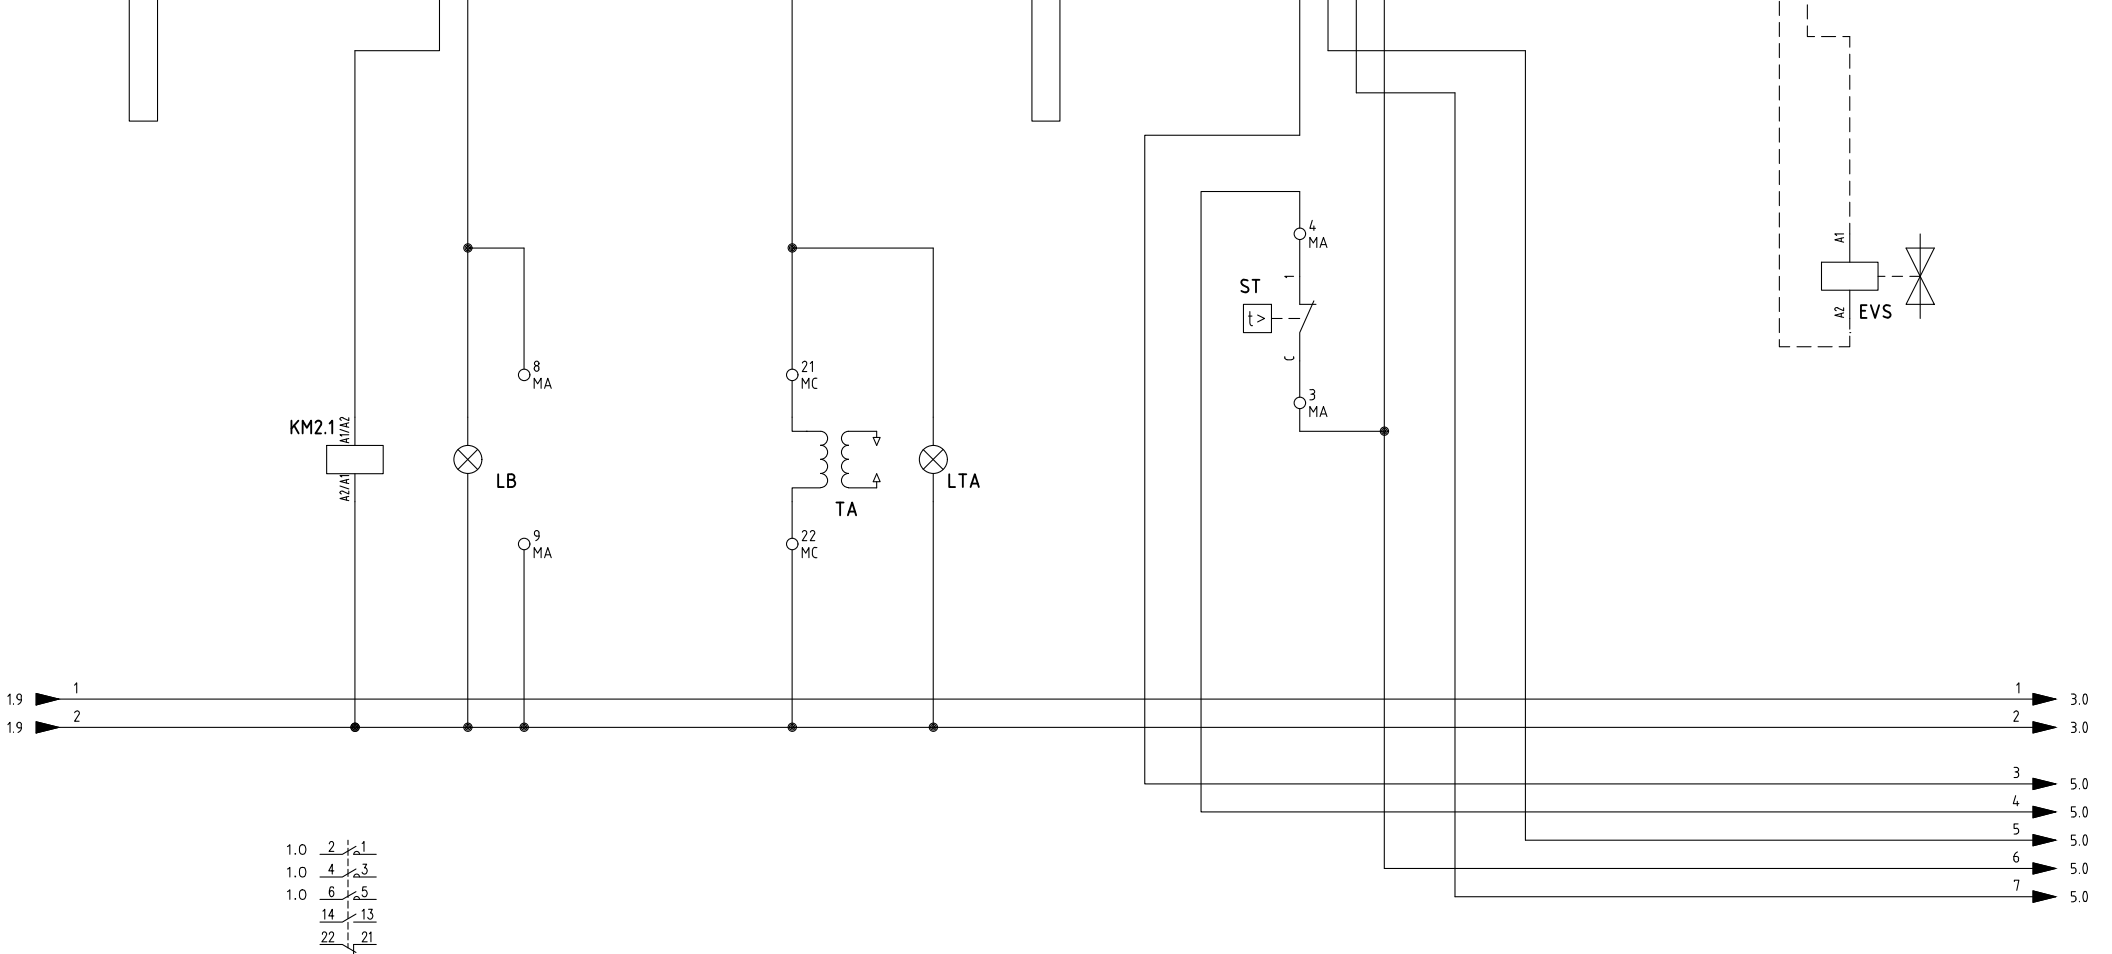 4
MA
1
ST
t>
C
3
MA
A1
A2
EVS
8
MA
21
MC
KM2.1
A1/A2
A2/A1
LB
TA
LTA
9
MA
22
MC
1.9 1 1 3.0
1.9 2 2 3.0
3 5.0
4 5.0
5 5.0
6 5.0
7 5.0
1.0 2 1
1.0 4 3
1.0 6 5
14 13
22 21